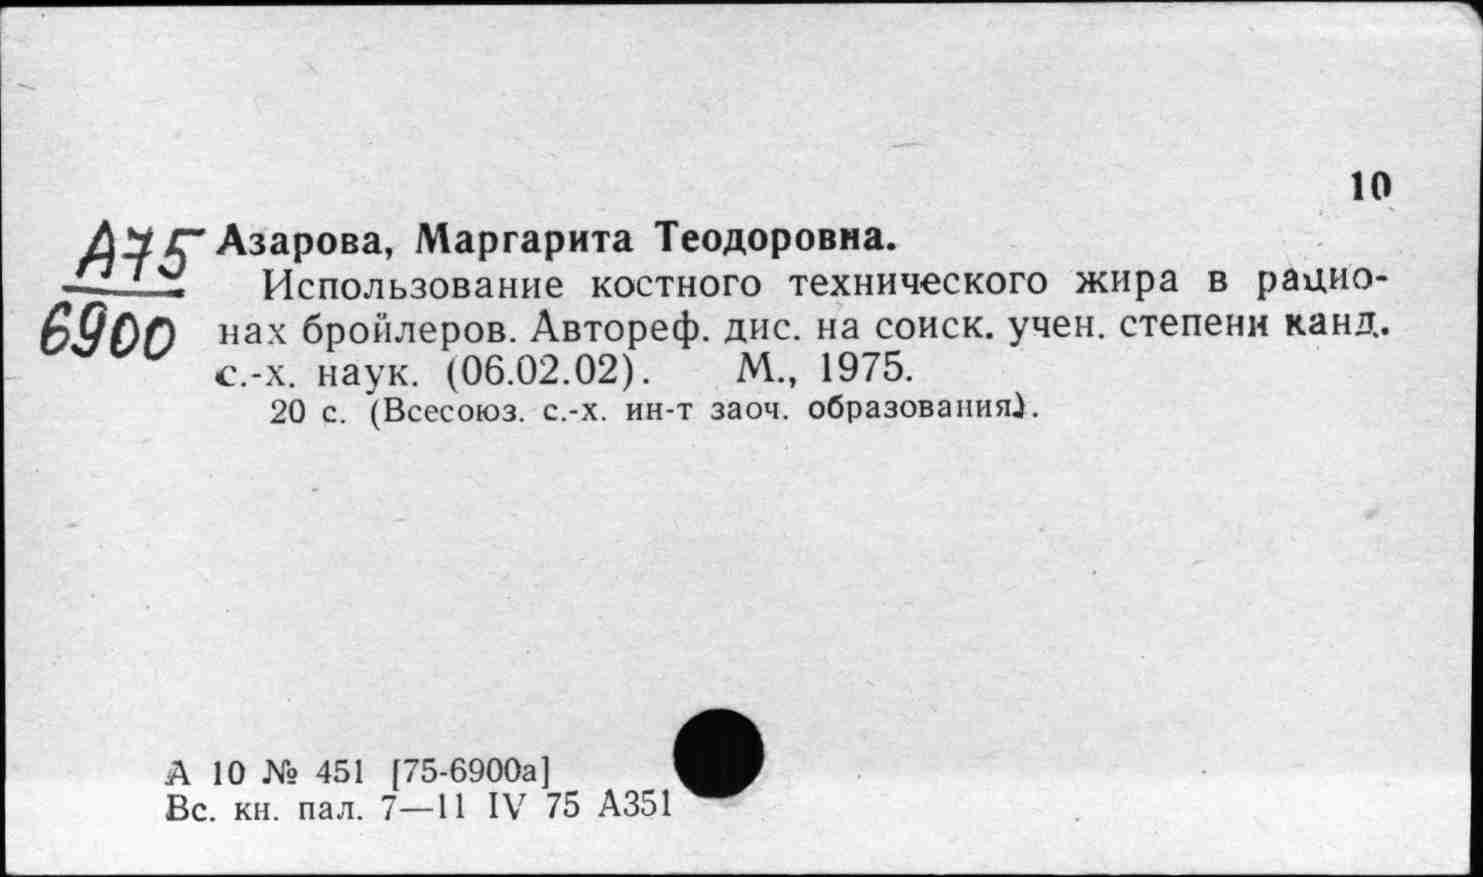 10
А75 Азарова, Маргарита Теодоровна.
6900
Использование костного технического жира в рацио-
нах бройлеров. Автореф. дис. на соиск. учен. степени канд.
с.-х. наук. (06.02.02). М., 1975.
20 с. (Всесоюз. с.-х. ин-т заоч. образования).
А 10 № 451 [75-6900а]
Вс. кн. пал. 7—11 IV 75 А351